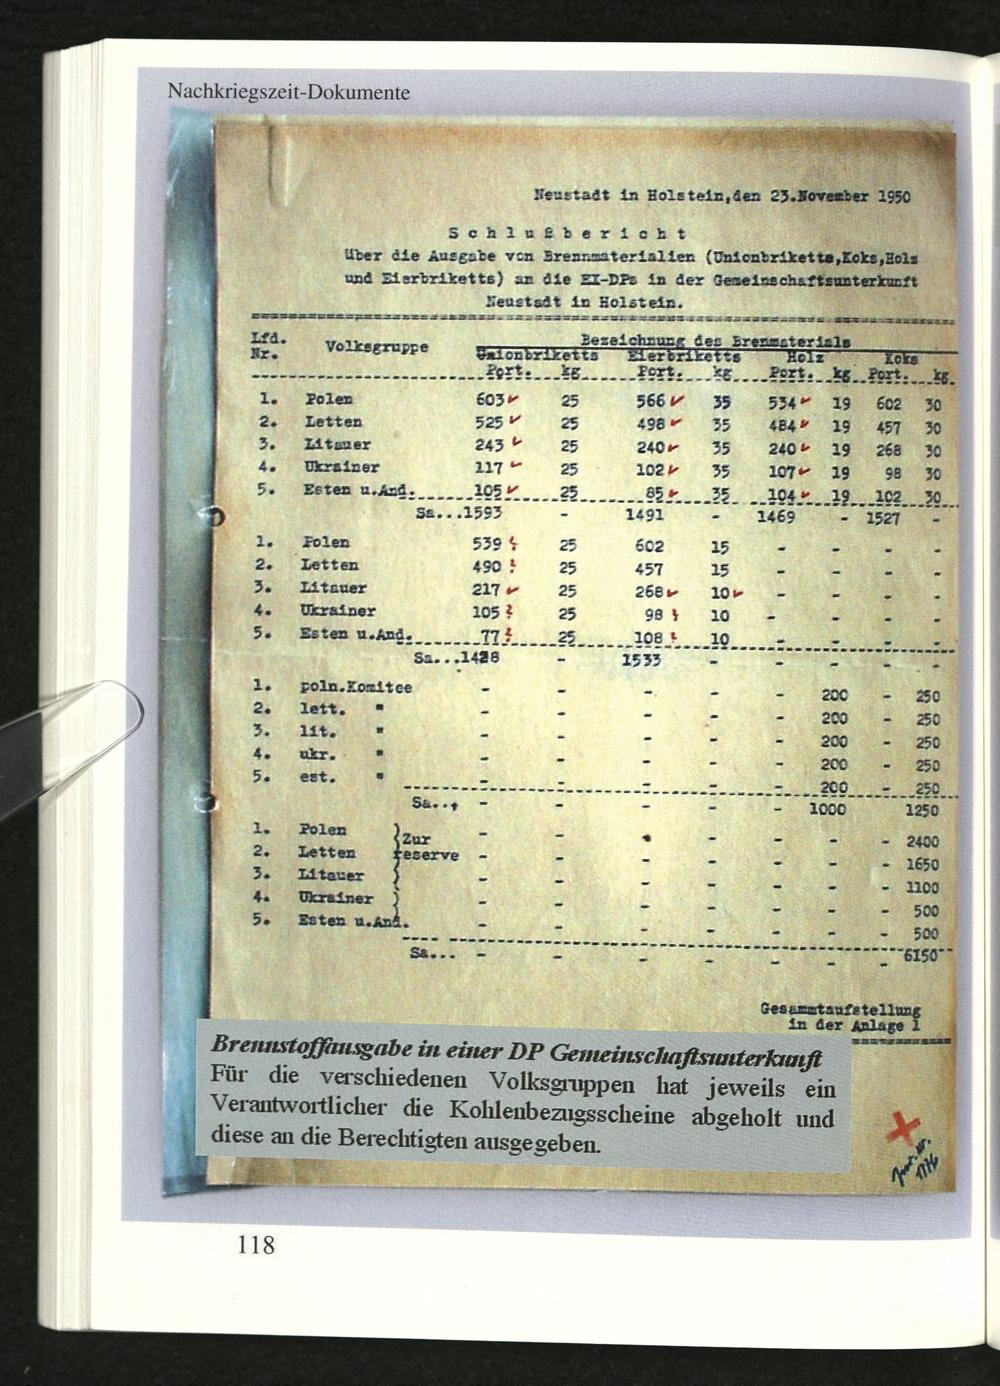 Nachkriegszeit-Dokumente
Neustadt in Holstein,den 23.November 1950
S c h l u ß b e r i c h t
über die Ausgabe von Brennmaterialien (Unionbriketts,Koks,Holz
und Eierbriketts) an die EX-DPs in der Gemeinschaftsunterkunft
Neustadt in Holstein.
Lfd. Nr. Volksgruppe Bezeichnung des Brenmaterials
Unionbriketts Eierbriketts Holz Koks
Port. kg Port. kg Port. kg Port. kg
1. Polen 603 25 566 35 534 19 602 30
2. Letten 525 25 498 35 484 19 457 30
3. Litauer 243 25 240 35 240 19 268 30
4. Ukrainer 117 25 102 35 107 19 98 30
5. Esten u.And. 105 25 85 35 104 19 102 30
Sa...1593 - 1491 - 1469 - 1527 -
1. Polen 539 25 602 15 - - - -
2. Letten 490 25 457 15 - - - -
3. Litauer 217 25 268 10 - - - -
4. Ukrainer 105 25 98 10 - - - -
5. Esten u.And. 77 25 108 10 - - - -
Sa...1428 - 1533 - - - - -
1. poln.Komitee - - - - - 200 - 250
2. lett. " - - - - - 200 - 250
3. lit. " - - - - - 200 - 250
4. ukr. " - - - - - 200 - 250
5. est. " - - - - - 200 - 250
Sa... - - - - - 1000 1250
1. Polen } Zur - - - - - - - 2400
2. Letten reserve - - - - - - - 1650
3. Litauer } - - - - - - - 1100
4. Ukrainer } - - - - - - - 500
5. Esten u.And. - - - - - - - 500
Sa... - - - - - - - 6150
Gesammtaufstellung
in der Anlage 1
Brennstoffausgabe in einer DP Gemeinschaftsunterkunft
Für die verschiedenen Volksgruppen hat jeweils ein
Verantwortlicher die Kohlenbezugsscheine abgeholt und
diese an die Berechtigten ausgegeben.
118